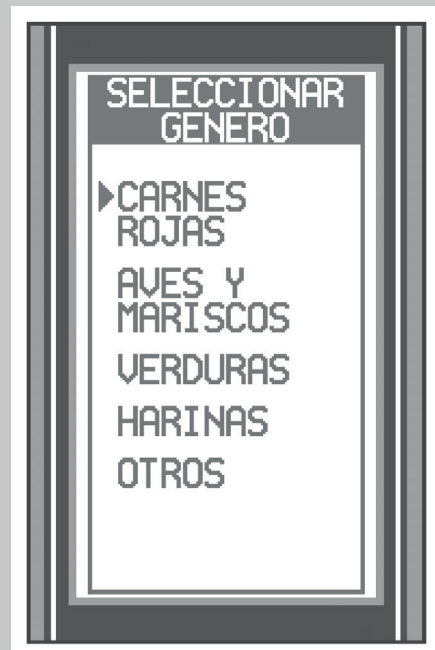 SELECCIONAR
GENERO
CARNES
ROJAS
AVES Y
MARISCOS
VERDURAS
HARINAS
OTROS